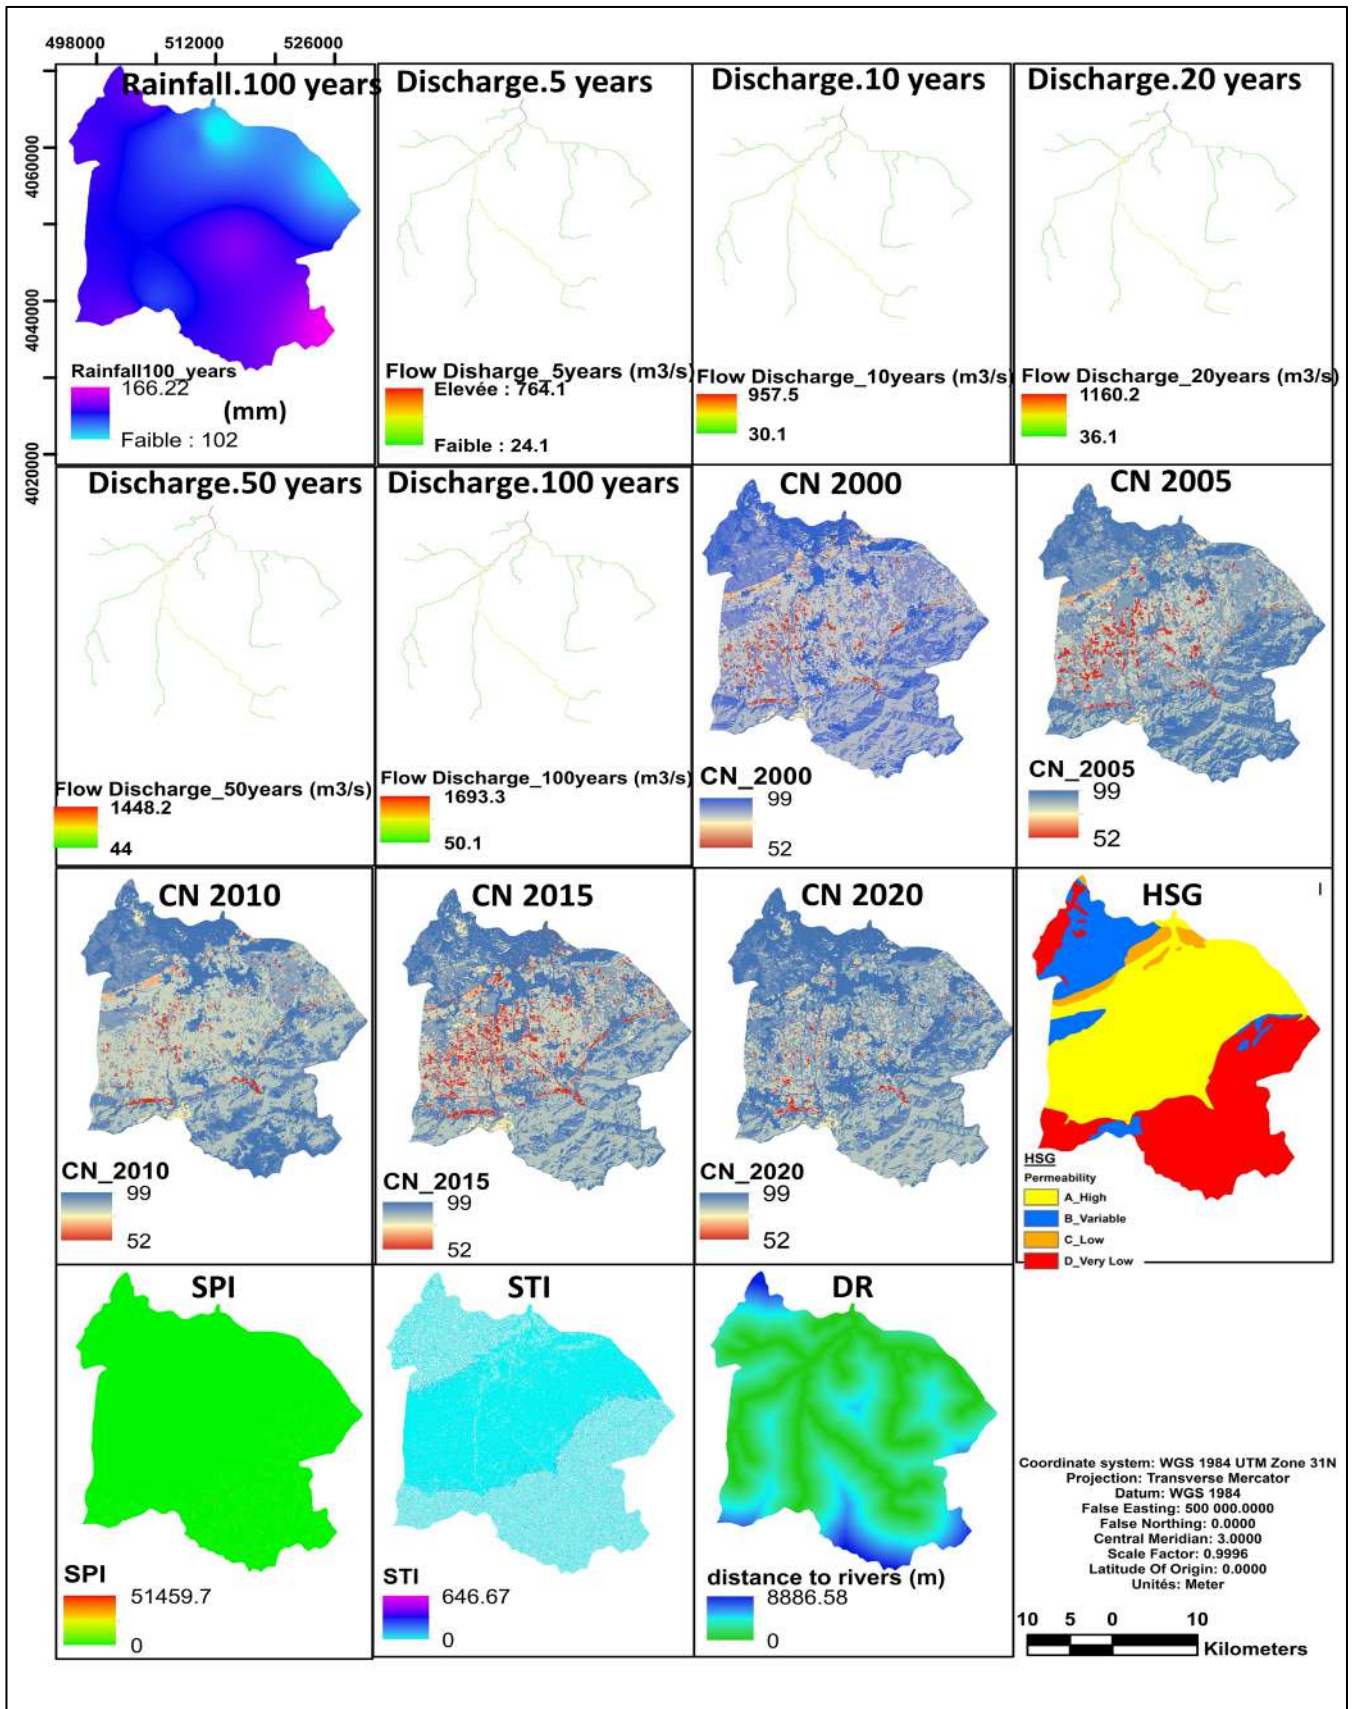 498000 512000 526000
4060000
4040000
4020000
Rainfall.100 years
Rainfall100_years
166.22
(mm)
Faible : 102
Discharge.5 years
Flow Disharge_5years (m3/s)
Elevée : 764.1
Faible : 24.1
Discharge.10 years
Flow Discharge_10years (m3/s)
957.5
30.1
Discharge.20 years
Flow Discharge_20years (m3/s)
1160.2
36.1
Discharge.50 years
Flow Discharge_50years (m3/s)
1448.2
44
Discharge.100 years
Flow Discharge_100years (m3/s)
1693.3
50.1
CN 2000
CN_2000
99
52
CN 2005
CN_2005
99
52
CN 2010
CN_2010
99
52
CN 2015
CN_2015
99
52
CN 2020
CN_2020
99
52
HSG
HSG
Permeability
A_High
B_Variable
C_Low
D_Very Low
SPI
SPI
51459.7
0
STI
STI
646.67
0
DR
distance to rivers (m)
8886.58
0
Coordinate system: WGS 1984 UTM Zone 31N
Projection: Transverse Mercator
Datum: WGS 1984
False Easting: 500 000.0000
False Northing: 0.0000
Central Meridian: 3.0000
Scale Factor: 0.9996
Latitude Of Origin: 0.0000
Unités: Meter
10 5 0 10
Kilometers